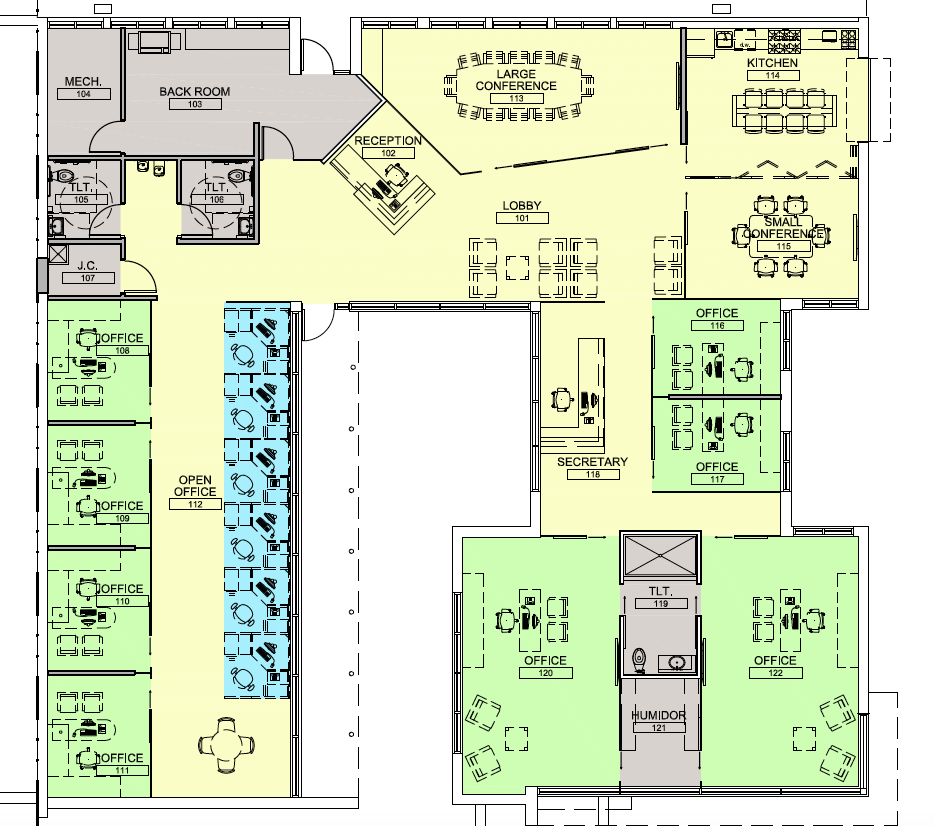 MECH.
104
BACK ROOM
103
LARGE
CONFERENCE
113
KITCHEN
114
RECEPTION
102
TLT.
105
TLT.
106
LOBBY
101
SMALL
CONFERENCE
115
J.C.
107
OFFICE
108
OFFICE
116
OFFICE
117
SECRETARY
118
OPEN
OFFICE
112
OFFICE
109
OFFICE
110
OFFICE
111
TLT.
119
OFFICE
120
OFFICE
122
HUMIDOR
121